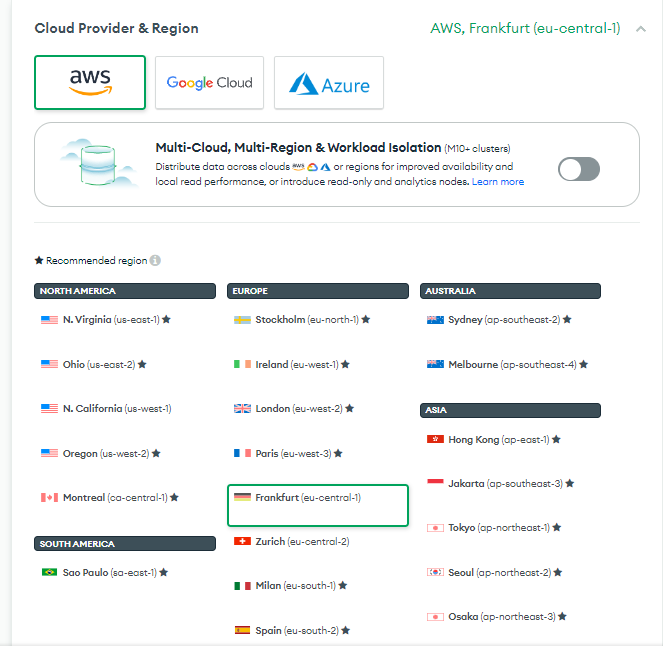 Cloud Provider & Region
AWS, Frankfurt (eu-central-1)
aws
Google Cloud
Azure
Multi-Cloud, Multi-Region & Workload Isolation (M10+ clusters)
Distribute data across clouds aws or regions for improved availability and
local read performance, or introduce read-only and analytics nodes. Learn more
★ Recommended region
NORTH AMERICA
N. Virginia (us-east-1) ★
Ohio (us-east-2) ★
N. California (us-west-1)
Oregon (us-west-2) ★
Montreal (ca-central-1) ★
SOUTH AMERICA
Sao Paulo (sa-east-1) ★
EUROPE
Stockholm (eu-north-1) ★
Ireland (eu-west-1) ★
London (eu-west-2) ★
Paris (eu-west-3) ★
Frankfurt (eu-central-1)
Zurich (eu-central-2)
Milan (eu-south-1) ★
Spain (eu-south-2) ★
AUSTRALIA
Sydney (ap-southeast-2) ★
Melbourne (ap-southeast-4) ★
ASIA
Hong Kong (ap-east-1) ★
Jakarta (ap-southeast-3) ★
Tokyo (ap-northeast-1) ★
Seoul (ap-northeast-2) ★
Osaka (ap-northeast-3) ★